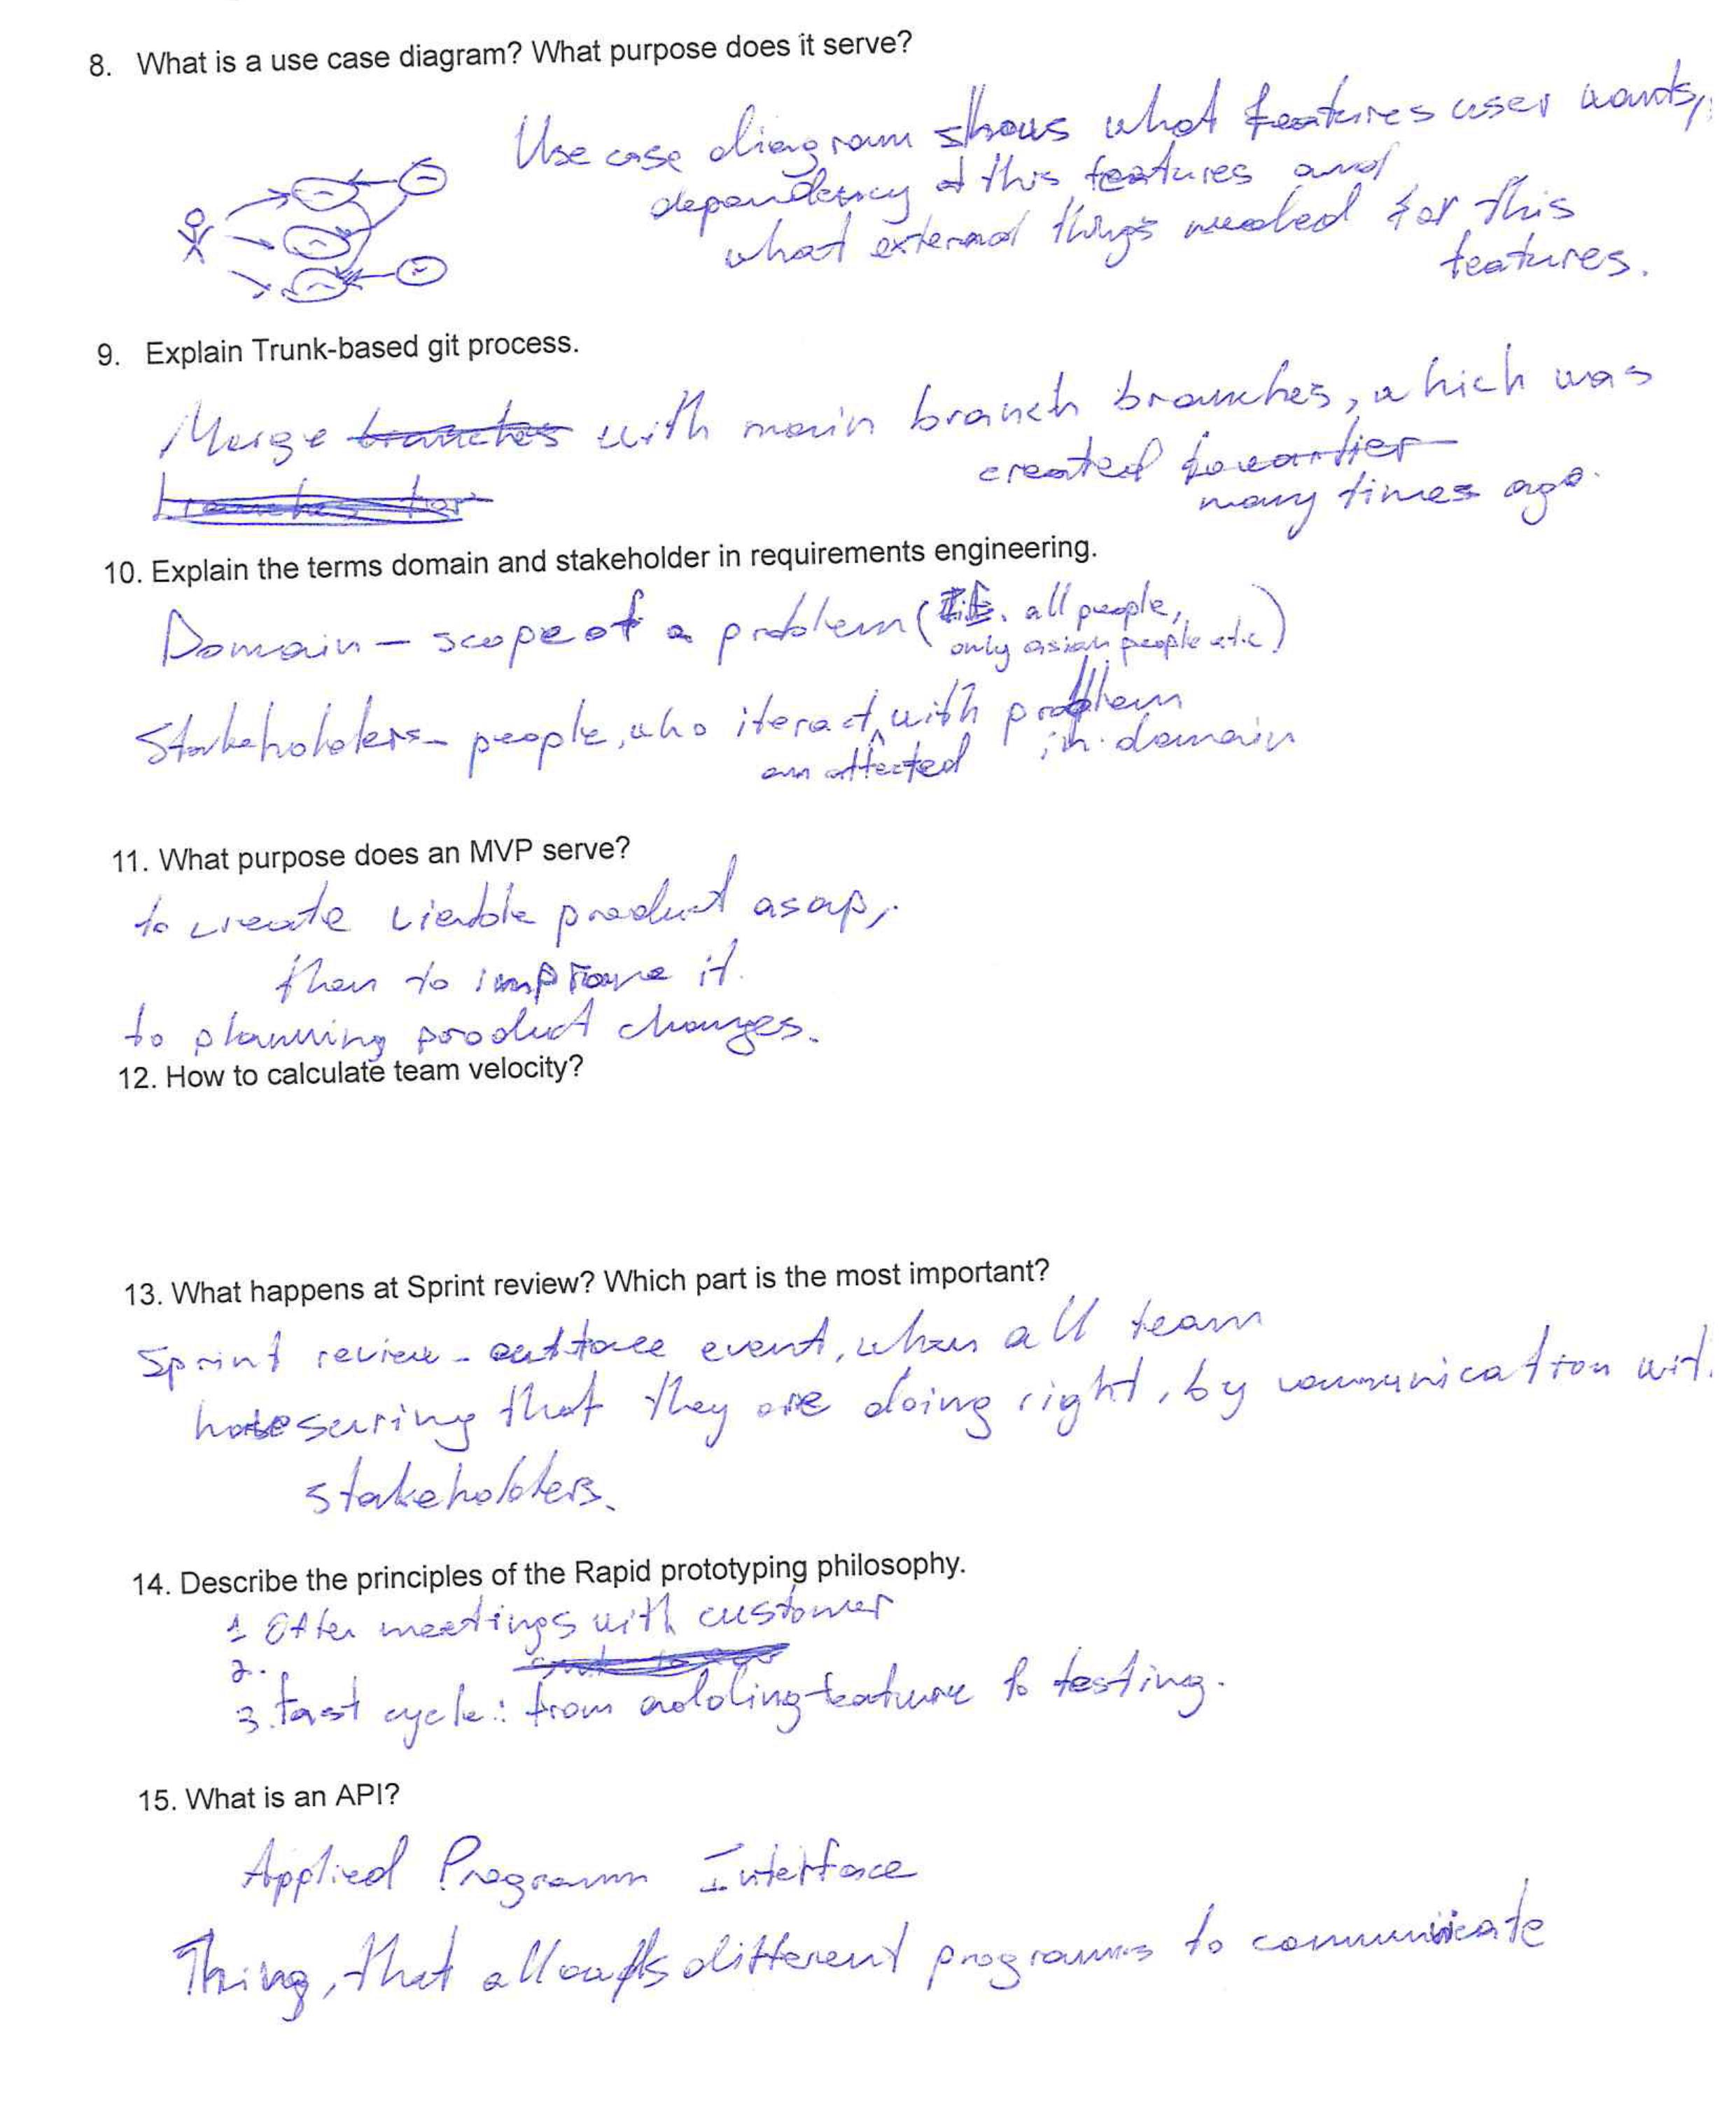 8. What is a use case diagram? What purpose does it serve?
Use case diagram shows what features user wants,
dependency of this features and
what external things needed for this
features.
9. Explain Trunk-based git process.
Merge branches with main branch branches, which was
created
many times ago.
10. Explain the terms domain and stakeholder in requirements engineering.
Domain – scope of a problem ( all people,
only asian people etc.)
Stakeholders – people, who iteract with problem
an affected in domain
11. What purpose does an MVP serve?
to create viable product asap,
then to improve it.
to planning product changes.
12. How to calculate team velocity?
13. What happens at Sprint review? Which part is the most important?
Sprint review – event, when all team
suring that they are doing right, by communication wit
stakeholders.
14. Describe the principles of the Rapid prototyping philosophy.
1 Often meetings with customer
2.
3. fast cycle: from adding feature to testing.
15. What is an API?
Applied Programm Interface
Thing, that allows different programms to communicate